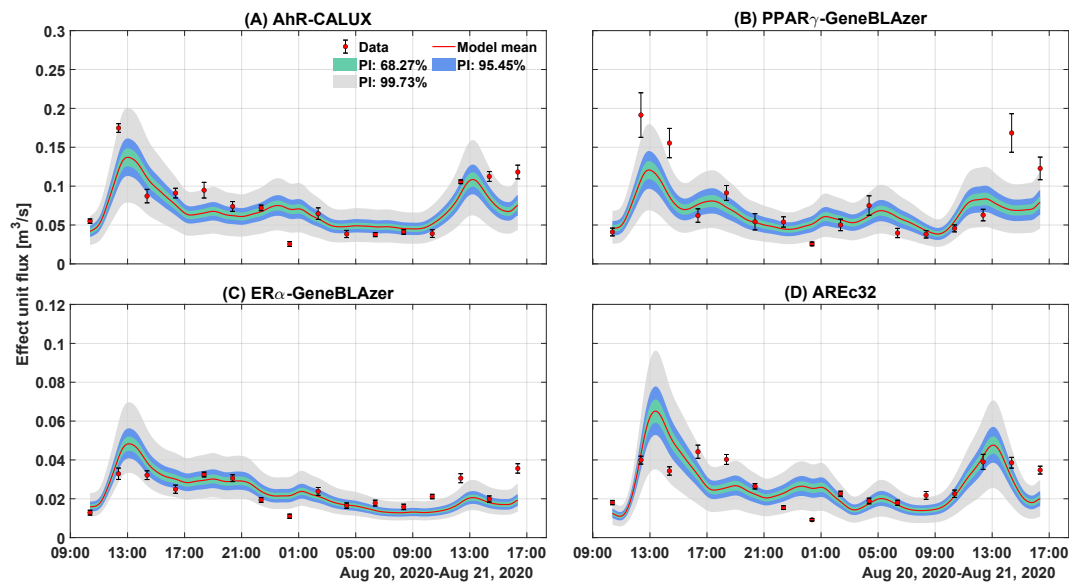 (A) AhR-CALUX
(B) PPARγ-GeneBLAzer
0.3
0.25
0.2
0.15
0.1
0.05
0
Data
Model mean
PI: 68.27%
PI: 95.45%
PI: 99.73%
Effect unit flux [m³/s]
(C) ERα-GeneBLAzer
(D) AREc32
0.12
0.1
0.08
0.06
0.04
0.02
0
09:00 13:00 17:00 21:00 01:00 05:00 09:00 13:00 17:00
09:00 13:00 17:00 21:00 01:00 05:00 09:00 13:00 17:00
Aug 20, 2020-Aug 21, 2020
Aug 20, 2020-Aug 21, 2020